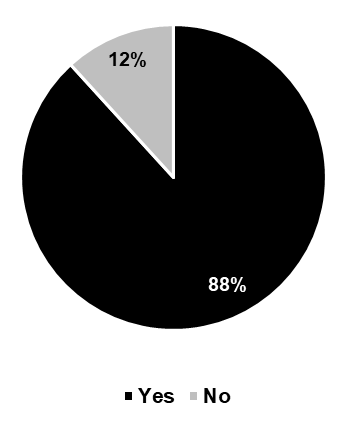 12%
88%
Yes No